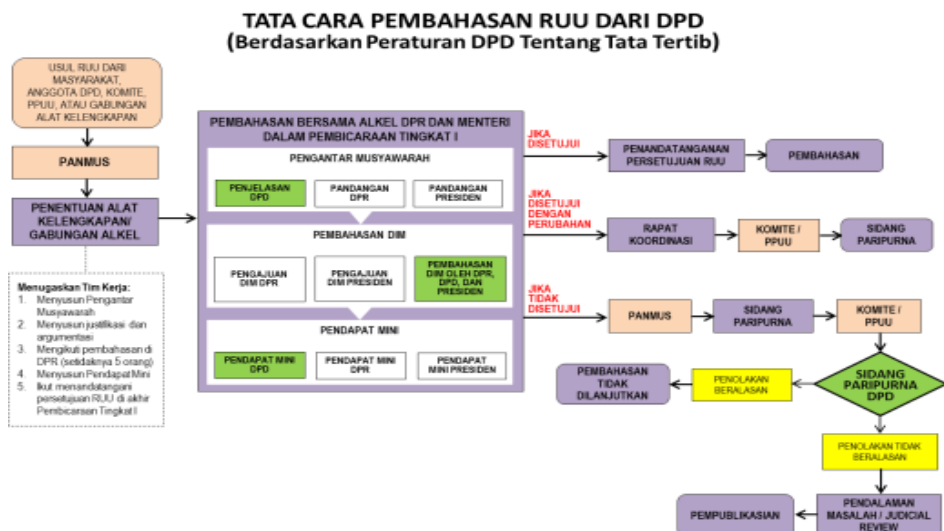 TATA CARA PEMBAHASAN RUU DARI DPD
(Berdasarkan Peraturan DPD Tentang Tata Tertib)
USUL RUU DARI
MASYARAKAT,
ANGGOTA DPD, KOMITE,
PPUU, ATAU GABUNGAN
ALAT KELENGKAPAN
PANMUS
PENENTUAN ALAT
KELENGKAPAN/
GABUNGAN ALKEL
Menugaskan Tim Kerja:
1. Menyusun Pengantar
Musyawarah
2. Menyusun justifikasi dan
argumentasi
3. Mengikuti pembahasan di
DPR (setidaknya 5 orang)
4. Menyusun Pendapat Mini
5. Ikut menandatangani
persetujuan RUU di akhir
Pembicaraan Tingkat I
PEMBAHASAN BERSAMA ALKEL DPR DAN MENTERI
DALAM PEMBICARAAN TINGKAT I
PENGANTAR MUSYAWARAH
PENJELASAN
DPD
PANDANGAN
DPR
PANDANGAN
PRESIDEN
PEMBAHASAN DIM
PENGAJUAN
DIM DPR
PENGAJUAN
DIM PRESIDEN
PEMBAHASAN
DIM OLEH DPR,
DPD, DAN
PRESIDEN
PENDAPAT MINI
PENDAPAT MINI
DPD
PENDAPAT MINI
DPR
PENDAPAT
MINI PRESIDEN
JIKA
DISETUJUI
PENANDATANGANAN
PERSETUJUAN RUU
PEMBAHASAN
JIKA
DISETUJUI
DENGAN
PERUBAHAN
RAPAT
KOORDINASI
KOMITE /
PPUU
SIDANG
PARIPURNA
JIKA
TIDAK
DISETUJUI
PANMUS
SIDANG
PARIPURNA
KOMITE /
PPUU
SIDANG
PARIPURNA
DPD
PENOLAKAN
BERALASAN
PEMBAHASAN
TIDAK
DILANJUTKAN
PENOLAKAN TIDAK
BERALASAN
PENDALAMAN
MASALAH / JUDICIAL
REVIEW
PEMPUBLIKASIAN